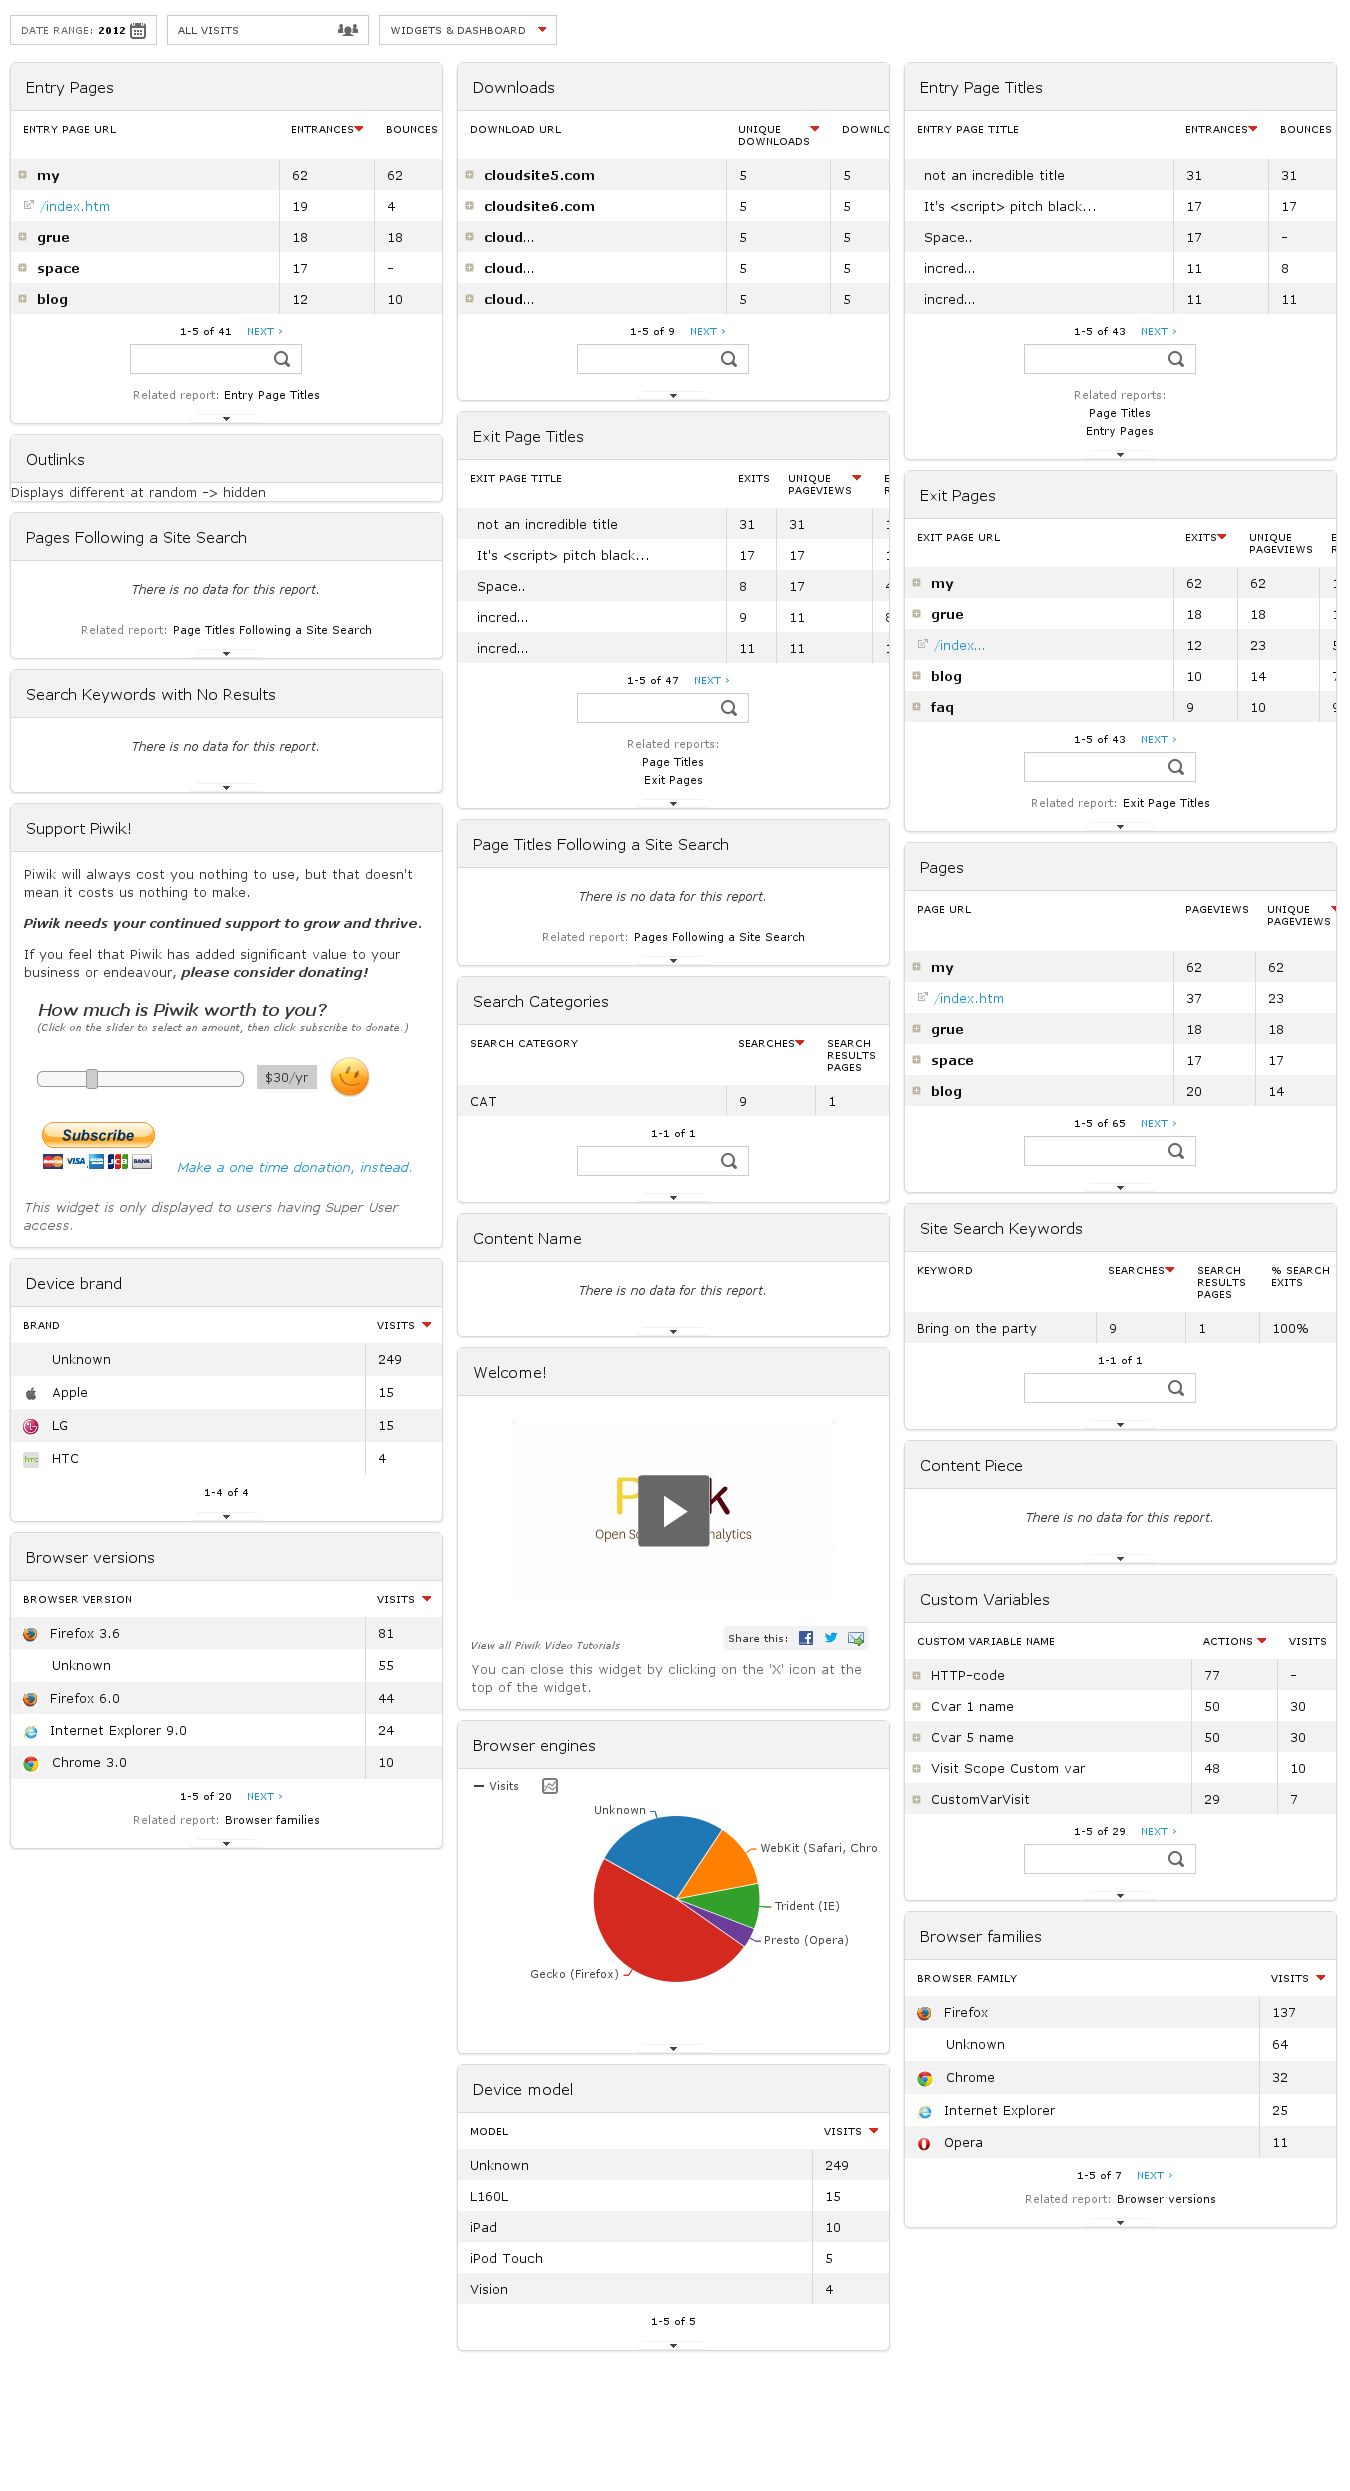 DATE RANGE: 2012
ALL VISITS
WIDGETS & DASHBOARD
Entry Pages
ENTRY PAGE URL ENTRANCES BOUNCES
my 62 62
/index.htm 19 4
grue 18 18
space 17 -
blog 12 10
1-5 of 41 NEXT ›
Related report: Entry Page Titles
Outlinks
Displays different at random -> hidden
Pages Following a Site Search
There is no data for this report.
Related report: Page Titles Following a Site Search
Search Keywords with No Results
There is no data for this report.
Support Piwik!
Piwik will always cost you nothing to use, but that doesn't
mean it costs us nothing to make.
Piwik needs your continued support to grow and thrive.
If you feel that Piwik has added significant value to your
business or endeavour, please consider donating!
How much is Piwik worth to you?
(Click on the slider to select an amount, then click subscribe to donate.)
$30/yr
Subscribe
VISA JCB BANK
Make a one time donation, instead.
This widget is only displayed to users having Super User
access.
Device brand
BRAND VISITS
Unknown 249
Apple 15
LG 15
hTC HTC 4
1-4 of 4
Browser versions
BROWSER VERSION VISITS
Firefox 3.6 81
Unknown 55
Firefox 6.0 44
Internet Explorer 9.0 24
Chrome 3.0 10
1-5 of 20 NEXT ›
Related report: Browser families
Downloads
DOWNLOAD URL UNIQUE DOWNLC
DOWNLOADS
cloudsite5.com 5 5
cloudsite6.com 5 5
cloud... 5 5
cloud... 5 5
cloud... 5 5
1-5 of 9 NEXT ›
Exit Page Titles
EXIT PAGE TITLE EXITS UNIQUE E
PAGEVIEWS R
not an incredible title 31 31 1
It's <script> pitch black... 17 17 1
Space.. 8 17 4
incred... 9 11 8
incred... 11 11 1
1-5 of 47 NEXT ›
Related reports:
Page Titles
Exit Pages
Page Titles Following a Site Search
There is no data for this report.
Related report: Pages Following a Site Search
Search Categories
SEARCH CATEGORY SEARCHES SEARCH
RESULTS
PAGES
CAT 9 1
1-1 of 1
Content Name
There is no data for this report.
Welcome!
P k
Open So nalytics
View all Piwik Video Tutorials
Share this:
You can close this widget by clicking on the 'X' icon at the
top of the widget.
Browser engines
Visits
Unknown
WebKit (Safari, Chro
Trident (IE)
Presto (Opera)
Gecko (Firefox)
Device model
MODEL VISITS
Unknown 249
L160L 15
iPad 10
iPod Touch 5
Vision 4
1-5 of 5
Entry Page Titles
ENTRY PAGE TITLE ENTRANCES BOUNCES
not an incredible title 31 31
It's <script> pitch black... 17 17
Space.. 17 -
incred... 11 8
incred... 11 11
1-5 of 43 NEXT ›
Related reports:
Page Titles
Entry Pages
Exit Pages
EXIT PAGE URL EXITS UNIQUE E
PAGEVIEWS R
my 62 62 1
grue 18 18 1
/index... 12 23 5
blog 10 14 7
faq 9 10 9
1-5 of 43 NEXT ›
Related report: Exit Page Titles
Pages
PAGE URL PAGEVIEWS UNIQUE
PAGEVIEWS
my 62 62
/index.htm 37 23
grue 18 18
space 17 17
blog 20 14
1-5 of 65 NEXT ›
Site Search Keywords
KEYWORD SEARCHES SEARCH % SEARCH
RESULTS EXITS
PAGES
Bring on the party 9 1 100%
1-1 of 1
Content Piece
There is no data for this report.
Custom Variables
CUSTOM VARIABLE NAME ACTIONS VISITS
HTTP-code 77 -
Cvar 1 name 50 30
Cvar 5 name 50 30
Visit Scope Custom var 48 10
CustomVarVisit 29 7
1-5 of 29 NEXT ›
Browser families
BROWSER FAMILY VISITS
Firefox 137
Unknown 64
Chrome 32
Internet Explorer 25
Opera 11
1-5 of 7 NEXT ›
Related report: Browser versions